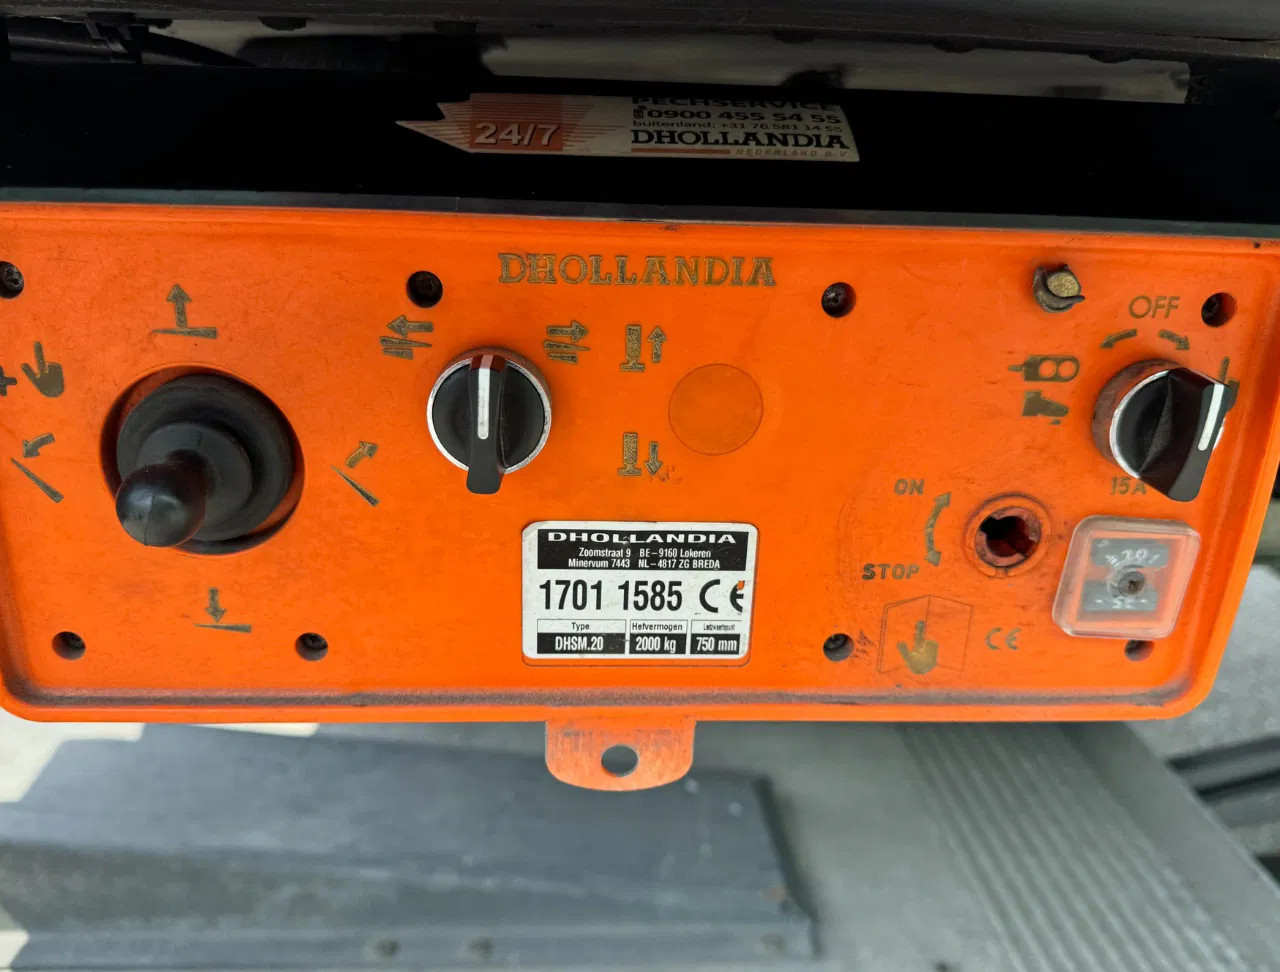 24/7
PECHSERVICE
0900 455 54 55
buitenland: +31 76 581 14 55
DHOLLANDIA
NEDERLAND B.V
DHOLLANDIA
OFF
15A
ON
STOP
CE
DHOLLANDIA
Zoomstraat 9 BE-9160 Lokeren
Minervum 7443 NL-4817 ZG BREDA
1701 1585 CE
Type Hefvermogen
DHSM.20 2000 kg 750 mm